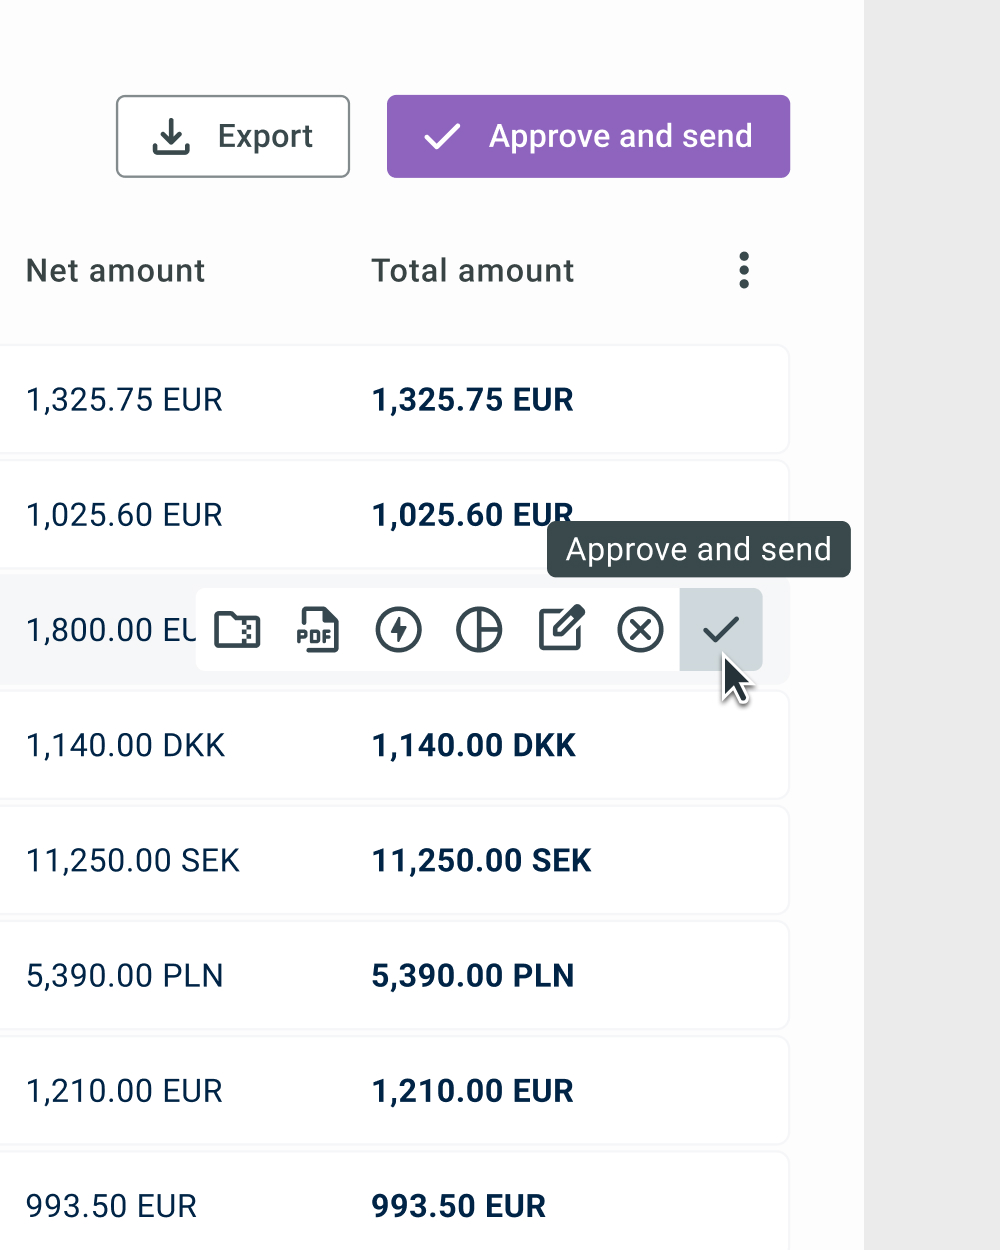 Export
Approve and send
Net amount Total amount
1,325.75 EUR 1,325.75 EUR
1,025.60 EUR 1,025.60 EUR
Approve and send
1,800.00 EU
PDF
1,140.00 DKK 1,140.00 DKK
11,250.00 SEK 11,250.00 SEK
5,390.00 PLN 5,390.00 PLN
1,210.00 EUR 1,210.00 EUR
993.50 EUR 993.50 EUR